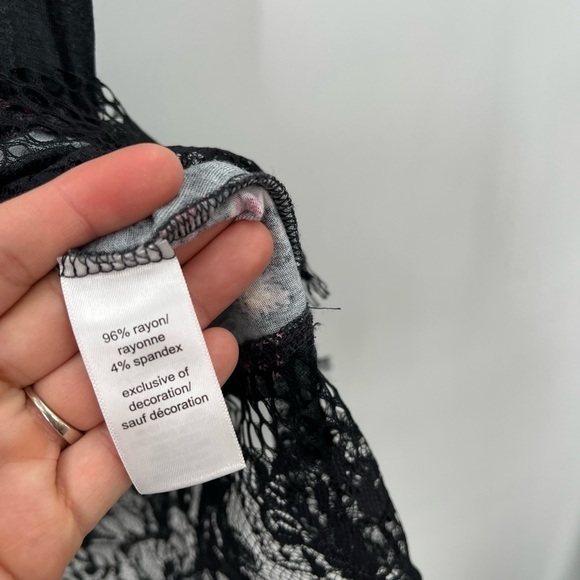 96% rayon/
rayonne
4% spandex
exclusive of
decoration/
sauf décoration